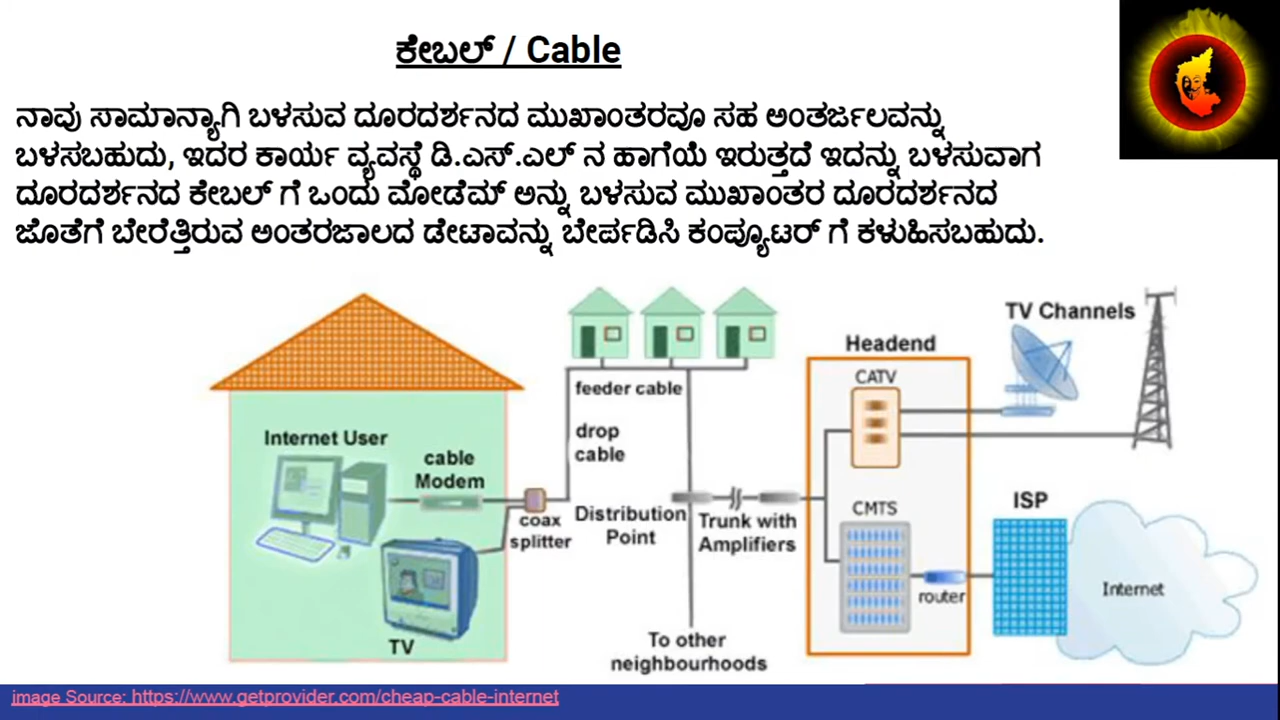 ಕೇಬಲ್ / Cable
ನಾವು ಸಾಮಾನ್ಯಾಗಿ ಬಳಸುವ ದೂರದರ್ಶನದ ಮುಖಾಂತರವೂ ಸಹ ಅಂತರ್ಜಲವನ್ನು
ಬಳಸಬಹುದು, ಇದರ ಕಾರ್ಯ ವ್ಯವಸ್ಥೆ ಡಿ.ಎಸ್.ಎಲ್ ನ ಹಾಗೆಯೆ ಇರುತ್ತದೆ ಇದನ್ನು ಬಳಸುವಾಗ
ದೂರದರ್ಶನದ ಕೇಬಲ್ ಗೆ ಒಂದು ಮೋಡೆಮ್ ಅನ್ನು ಬಳಸುವ ಮುಖಾಂತರ ದೂರದರ್ಶನದ
ಜೊತೆಗೆ ಬೇರೆತ್ತಿರುವ ಅಂತರಜಾಲದ ಡೇಟಾವನ್ನು ಬೇರ್ಪಡಿಸಿ ಕಂಪ್ಯೂಟರ್ ಗೆ ಕಳುಹಿಸಬಹುದು.
TV Channels
Headend
CATV
feeder cable
drop
cable
Internet User
cable
Modem
coax
splitter
Distribution
Point
Trunk with
Amplifiers
CMTS
ISP
router
Internet
TV
To other
neighbourhoods
image Source: https://www.getprovider.com/cheap-cable-internet